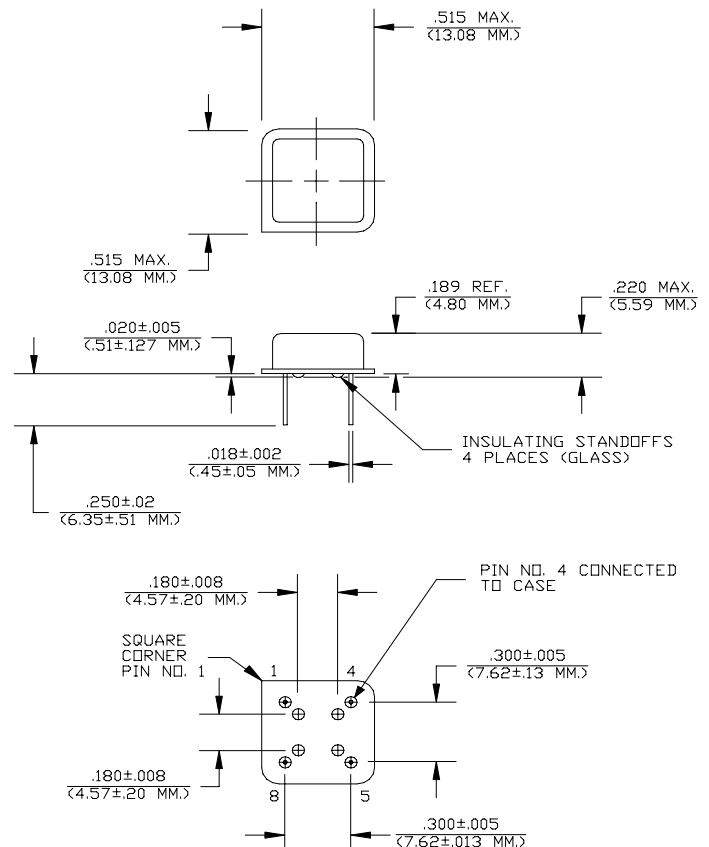 .515 MAX.
(13.08 MM.)
.515 MAX.
(13.08 MM.)
.189 REF.
(4.80 MM.)
.220 MAX.
(5.59 MM.)
.020±.005
(.51±.127 MM.)
INSULATING STANDOFFS
4 PLACES (GLASS)
.018±.002
(.45±.05 MM.)
.250±.02
(6.35±.51 MM.)
PIN NO. 4 CONNECTED
TO CASE
.180±.008
(4.57±.20 MM.)
SQUARE
CORNER
PIN NO. 1
1
4
.300±.005
(7.62±.13 MM.)
.180±.008
(4.57±.20 MM.)
8
5
.300±.005
(7.62±.013 MM.)